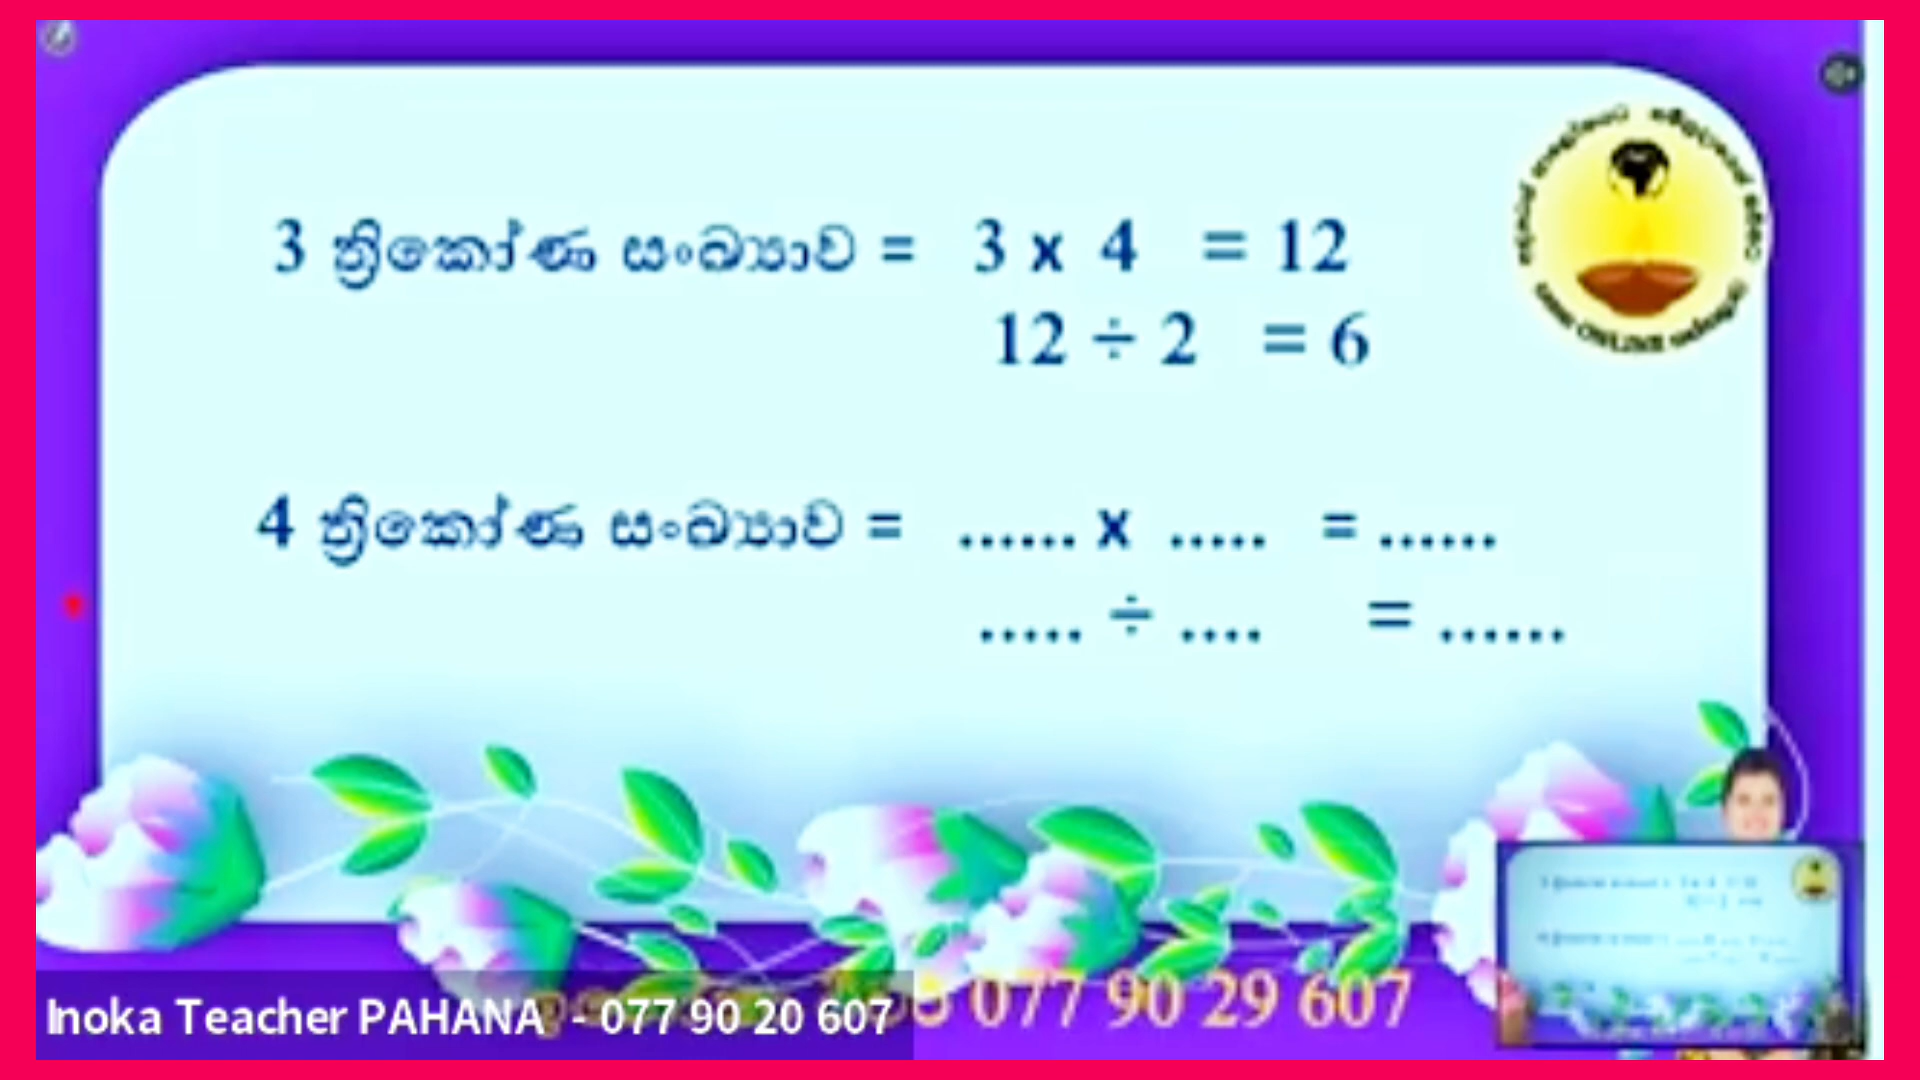 3 ත්‍රිකෝණ සංඛ්‍යාව = 3 x 4 = 12
12 ÷ 2 = 6
4 ත්‍රිකෝණ සංඛ්‍යාව = ...... x ..... = ......
..... ÷ .... = ......
Inoka Teacher PAHANA - 077 90 20 607
077 90 29 607